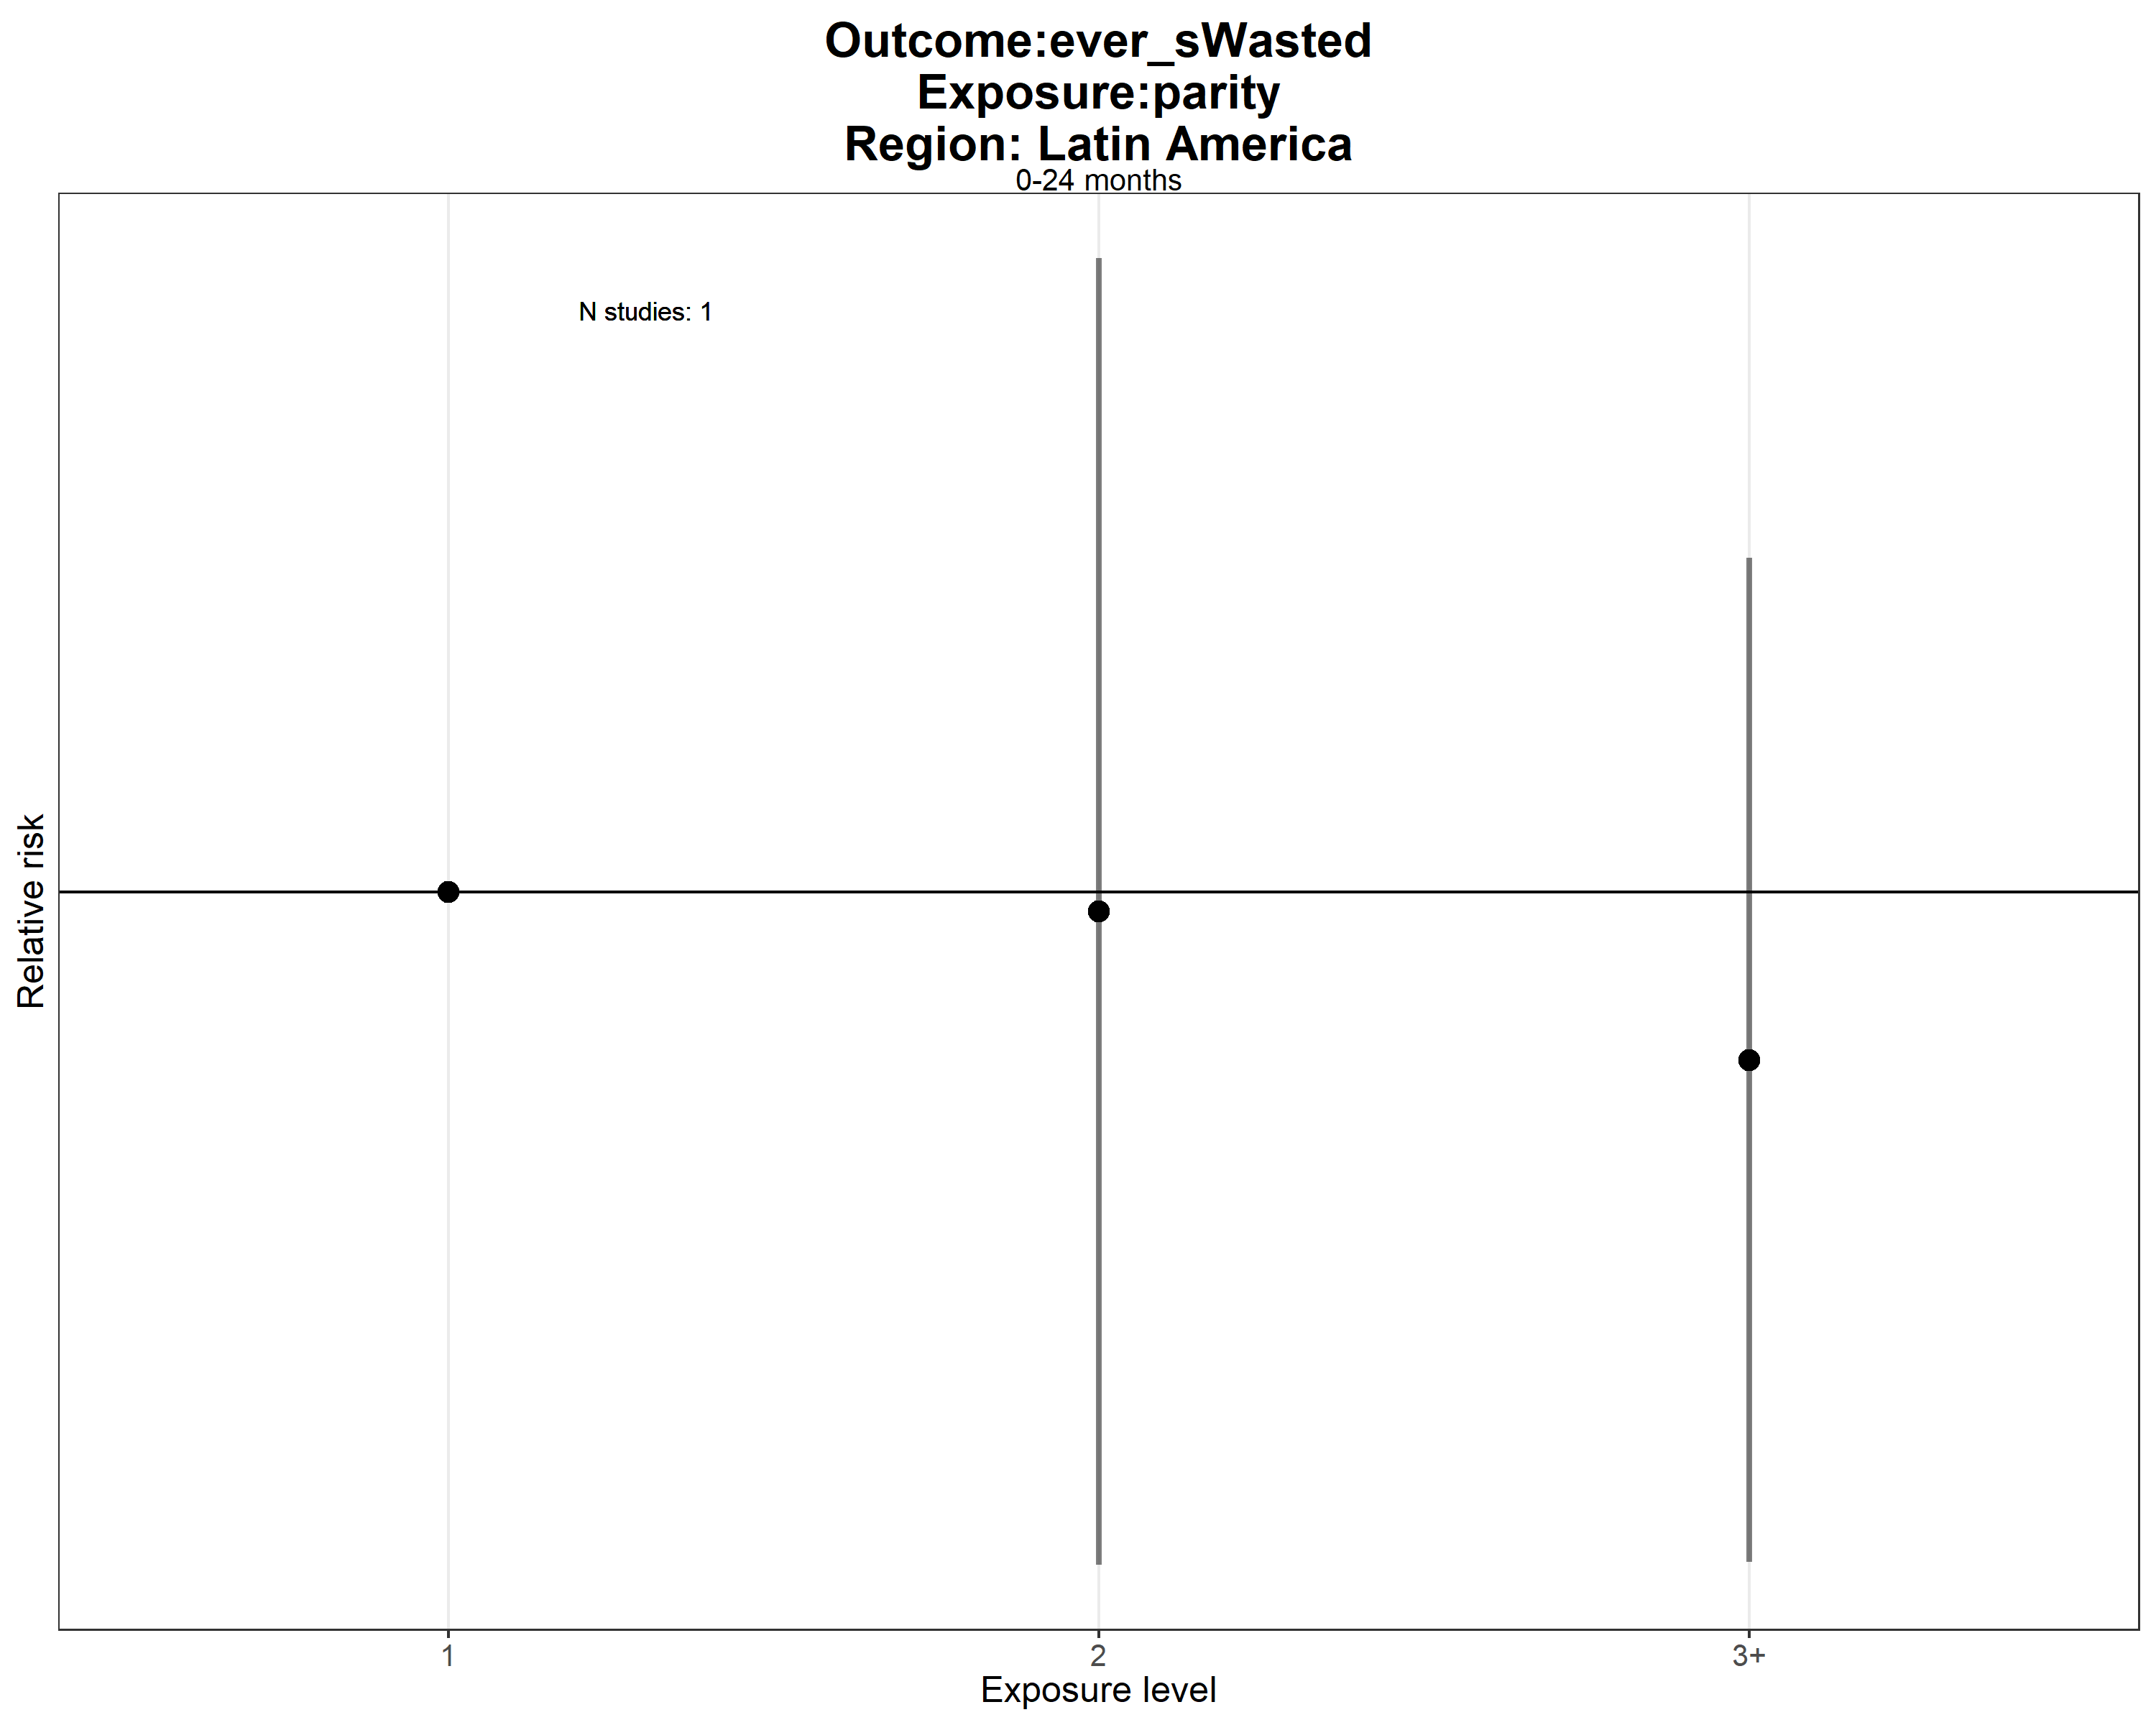 Outcome:ever_sWasted
Exposure:parity
Region: Latin America
0-24 months
N studies: 1
Relative risk
1
2
3+
Exposure level